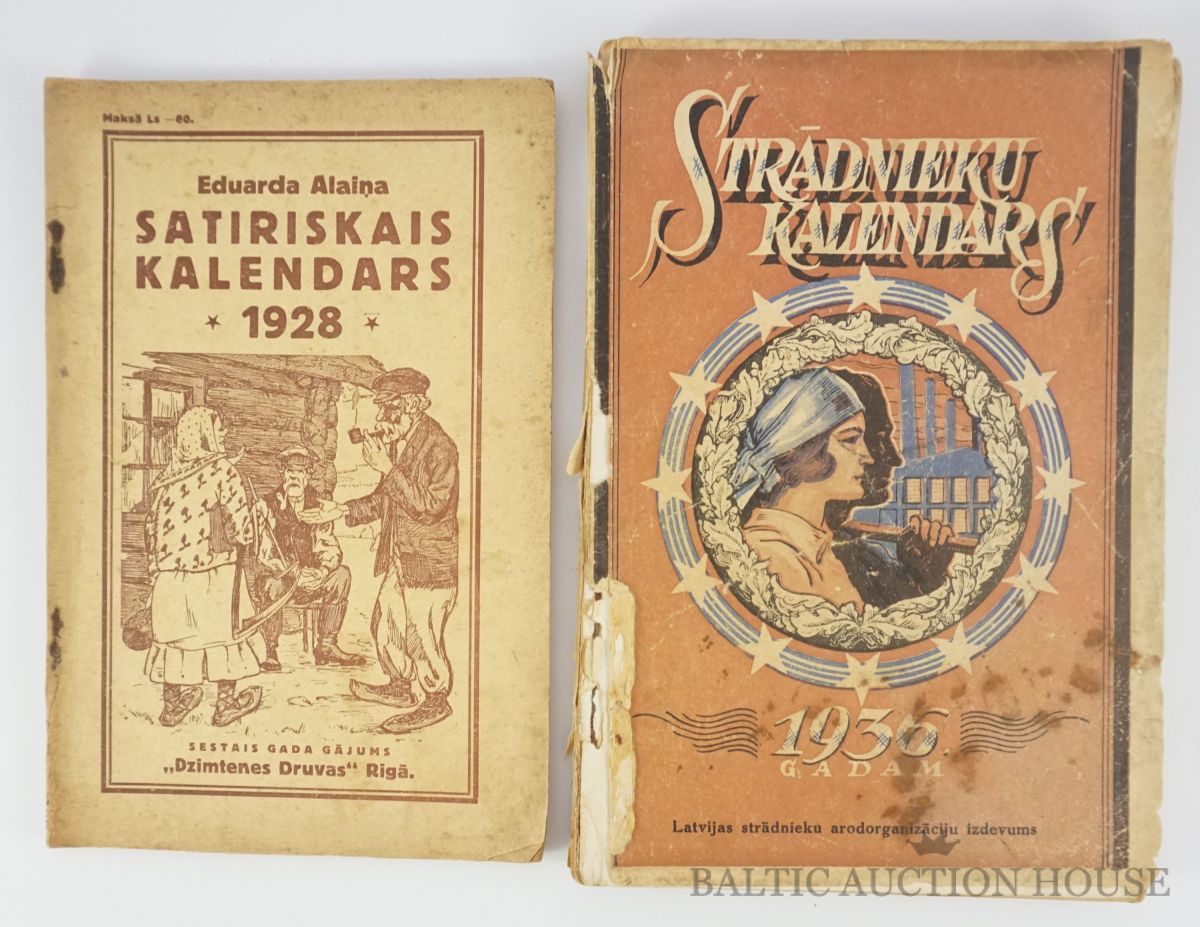 Maksā Ls –60.
Eduarda Alaiņa
SATIRISKAIS
KALENDARS
* 1928 *
SESTAIS GADA GĀJUMS
„Dzimtenes Druvas“ Rīgā.
STRĀDNIEKU
KALENDĀRS
1936.
GADAM
Latvijas strādnieku arodorganizāciju izdevums
BALTIC AUCTION HOUSE